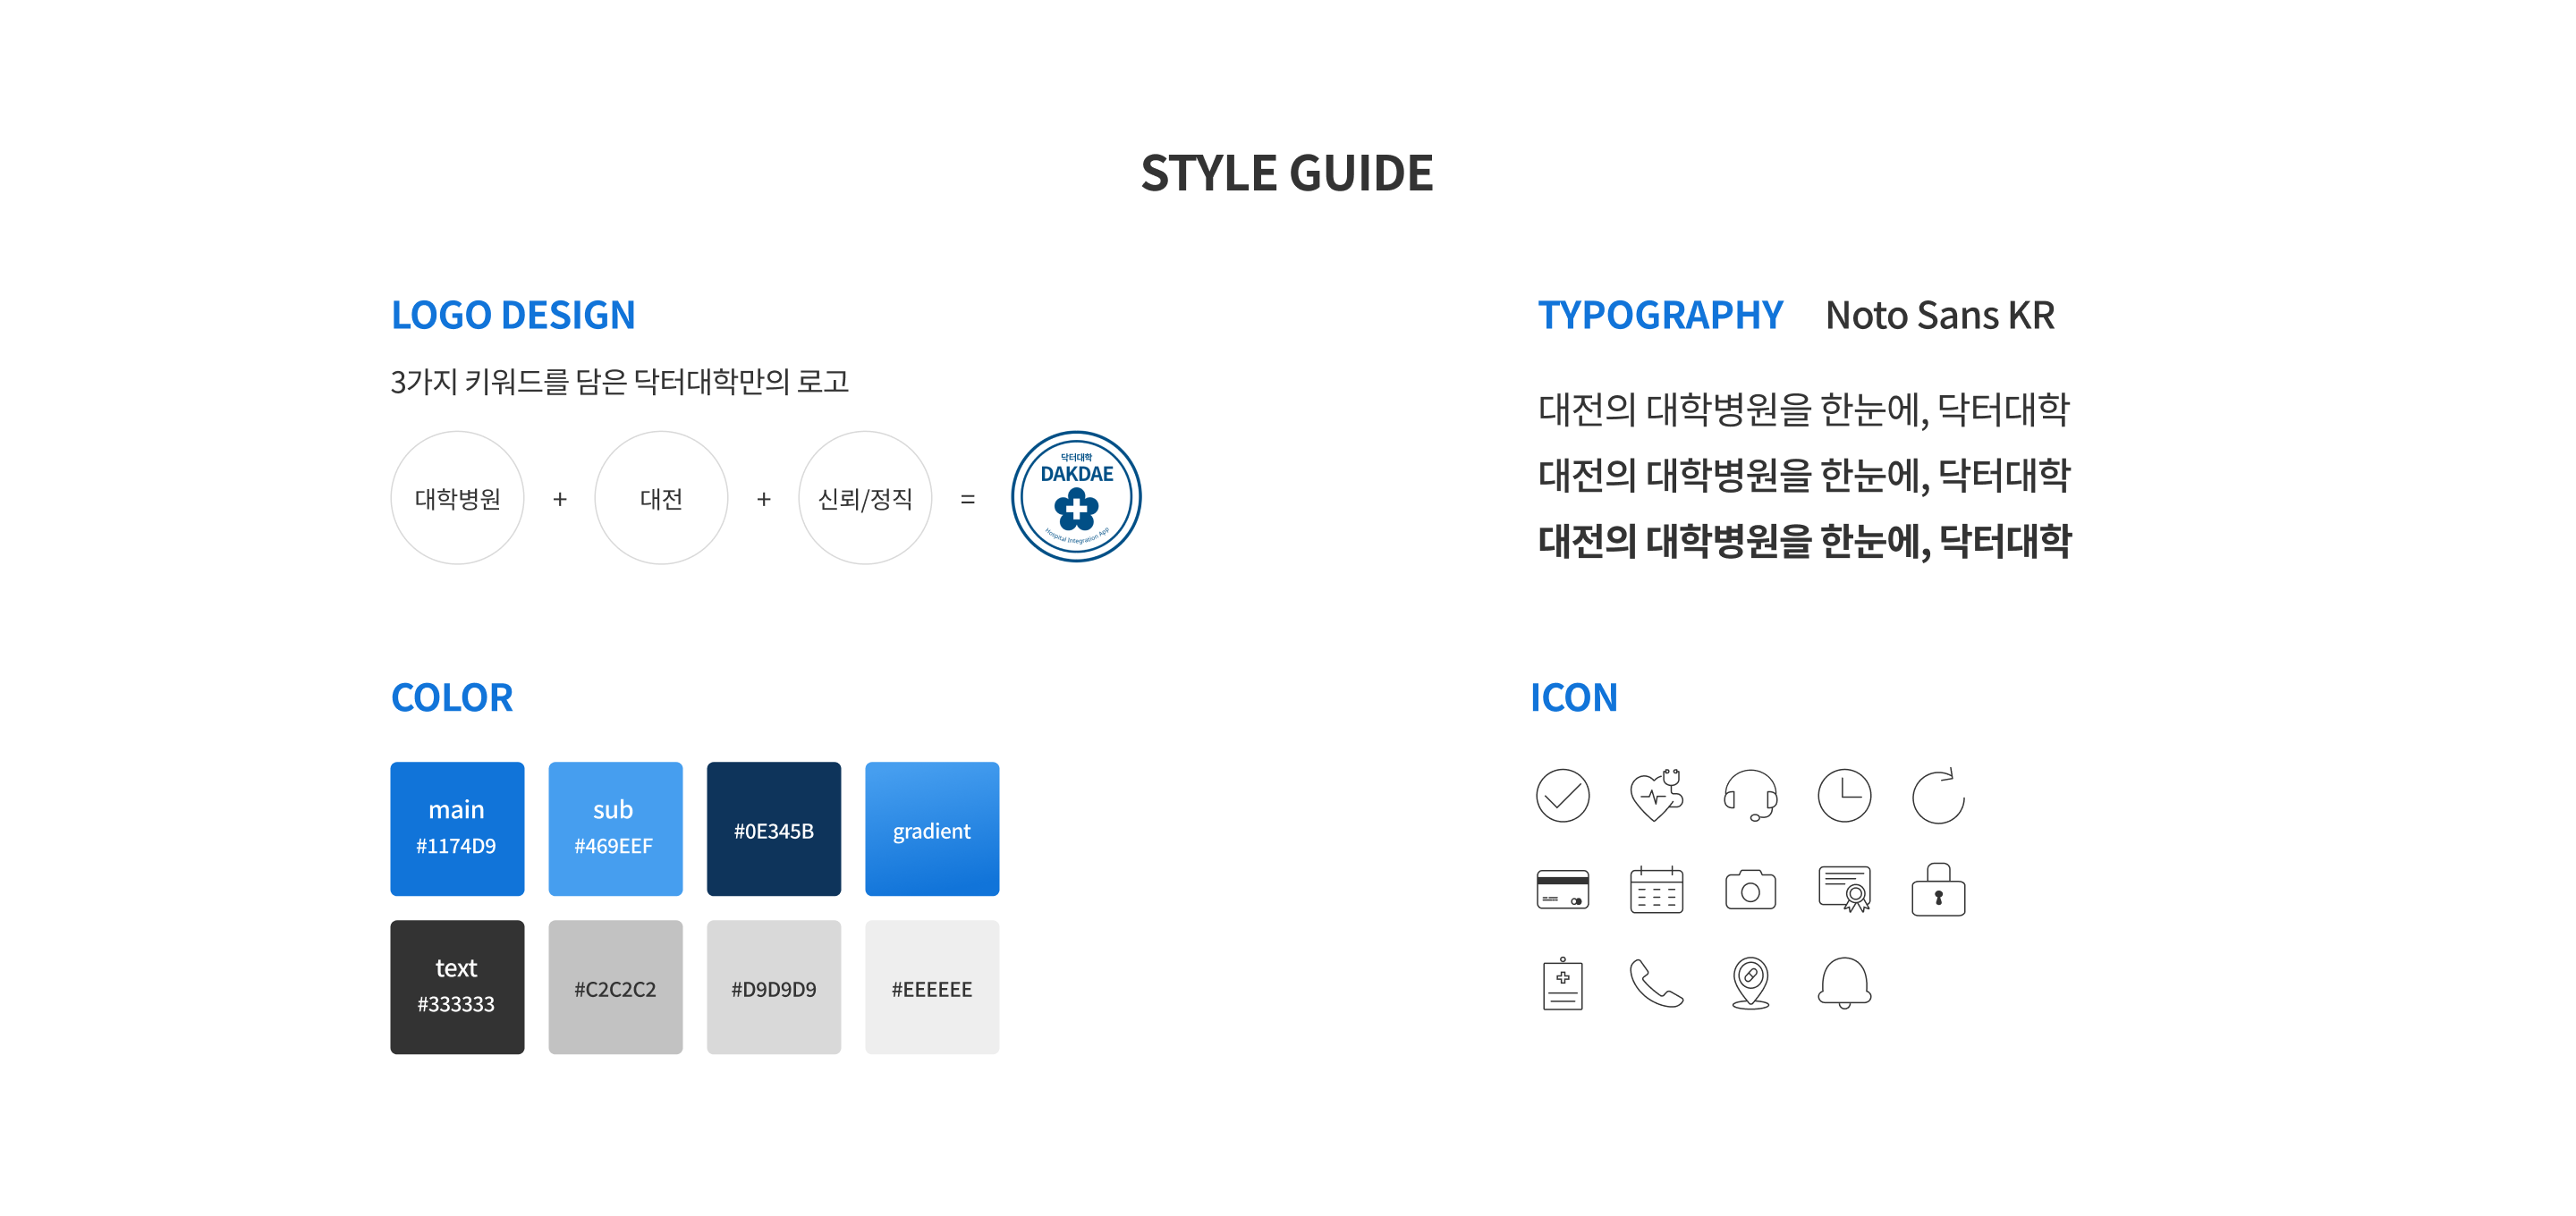 STYLE GUIDE
LOGO DESIGN
3가지 키워드를 담은 닥터대학만의 로고
대학병원 + 대전 + 신뢰/정직 =
닥터대학
DAKDAE
Hospital Integration App
TYPOGRAPHY Noto Sans KR
대전의 대학병원을 한눈에, 닥터대학
대전의 대학병원을 한눈에, 닥터대학
대전의 대학병원을 한눈에, 닥터대학
COLOR
main
#1174D9
sub
#469EEF
#0E345B
gradient
text
#333333
#C2C2C2
#D9D9D9
#EEEEEE
ICON